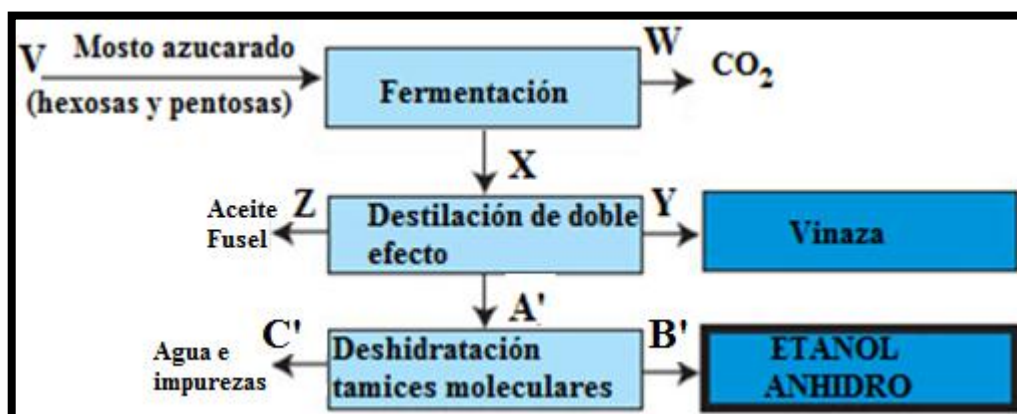 V Mosto azucarado
(hexosas y pentosas)
Fermentación
W
CO2
X
Aceite
Fusel
Z
Destilación de doble
efecto
Y
Vinaza
A'
Agua e
impurezas
C'
Deshidratación
tamices moleculares
B'
ETANOL
ANHIDRO